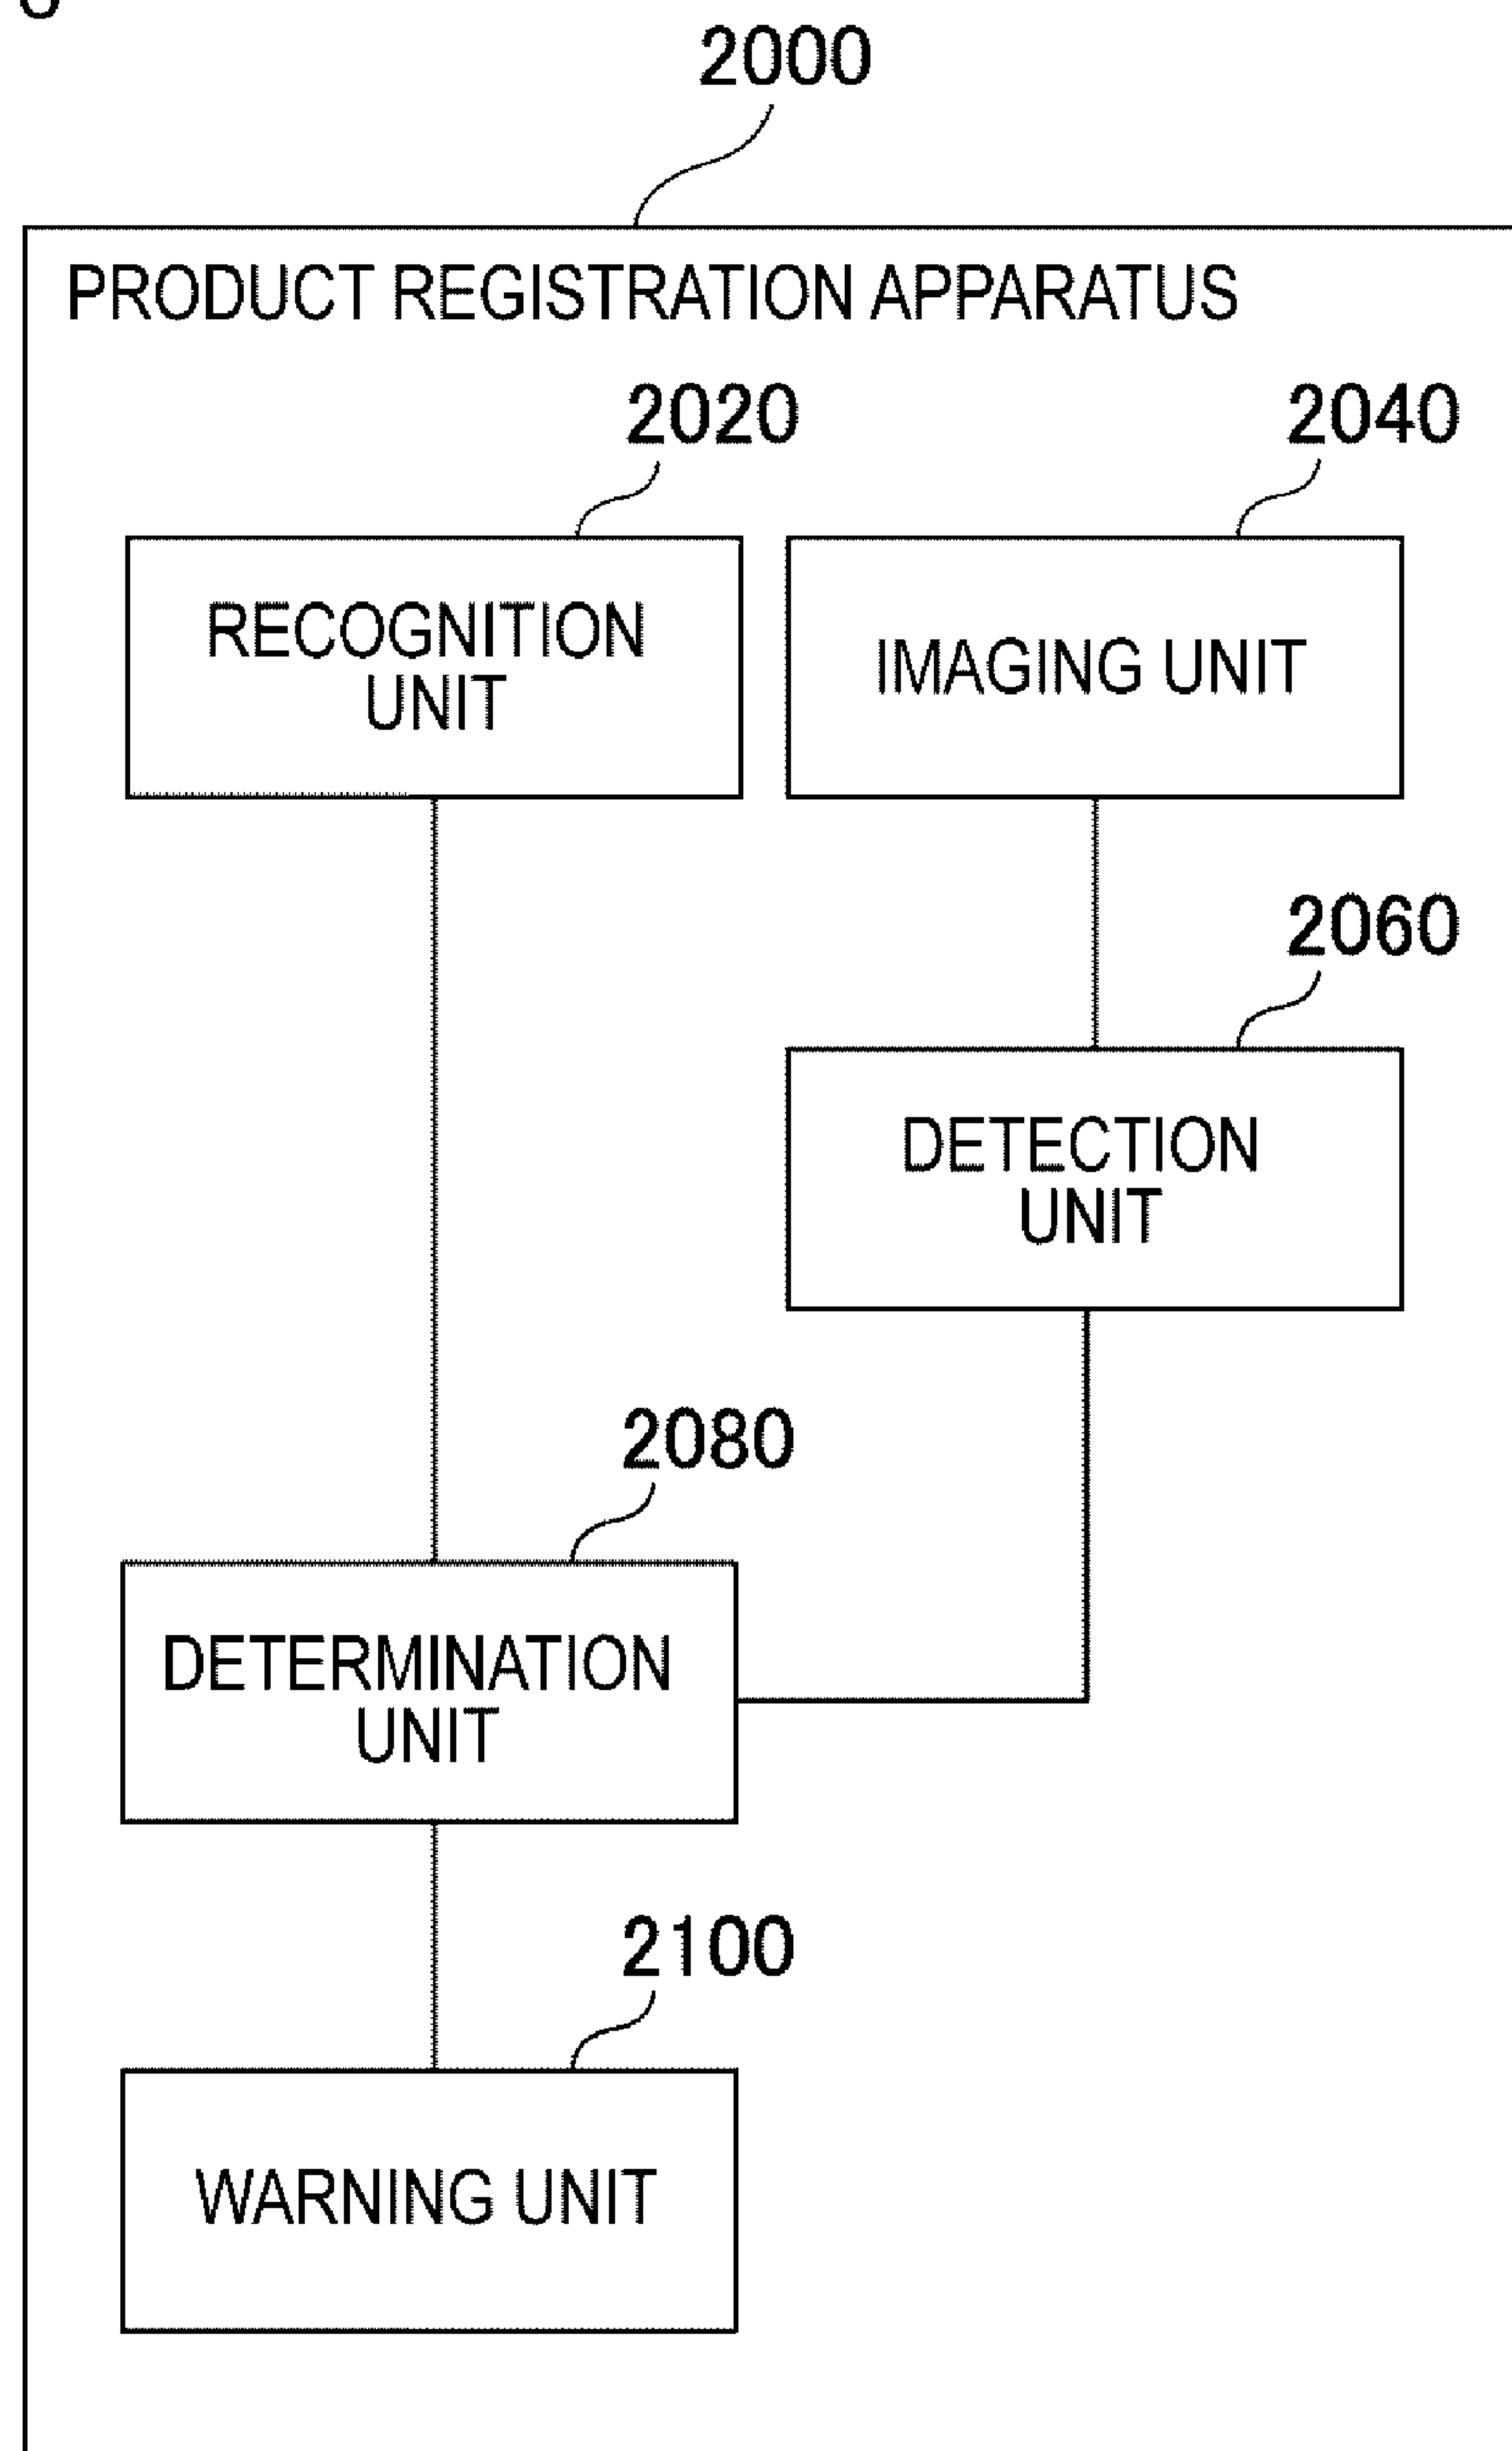 2000
PRODUCT REGISTRATION APPARATUS
2020
2040
RECOGNITION
UNIT
IMAGING UNIT
2060
DETECTION
UNIT
2080
DETERMINATION
UNIT
2100
WARNING UNIT